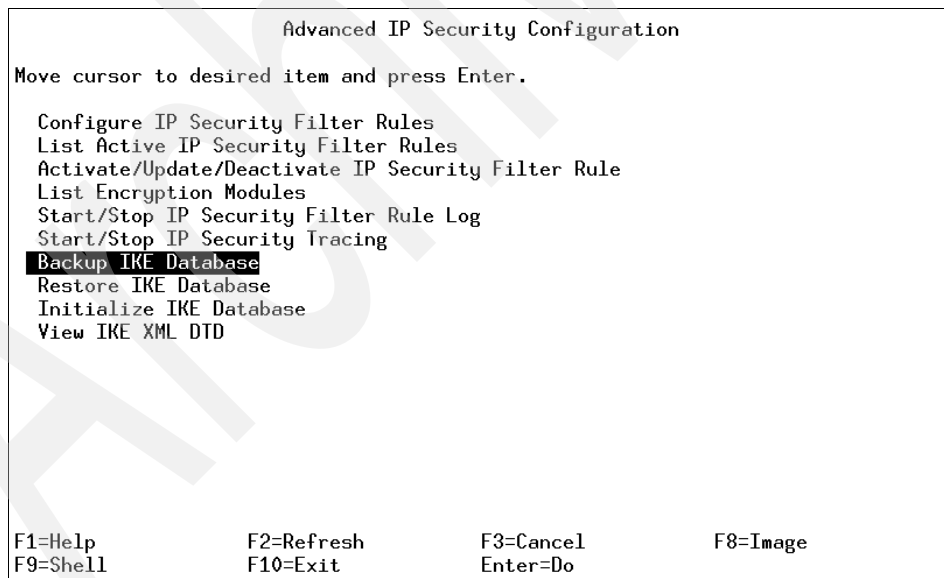 Advanced IP Security Configuration
Move cursor to desired item and press Enter.
Configure IP Security Filter Rules
List Active IP Security Filter Rules
Activate/Update/Deactivate IP Security Filter Rule
List Encryption Modules
Start/Stop IP Security Filter Rule Log
Start/Stop IP Security Tracing
Backup IKE Database
Restore IKE Database
Initialize IKE Database
View IKE XML DTD
F1=Help F2=Refresh F3=Cancel F8=Image
F9=Shell F10=Exit Enter=Do